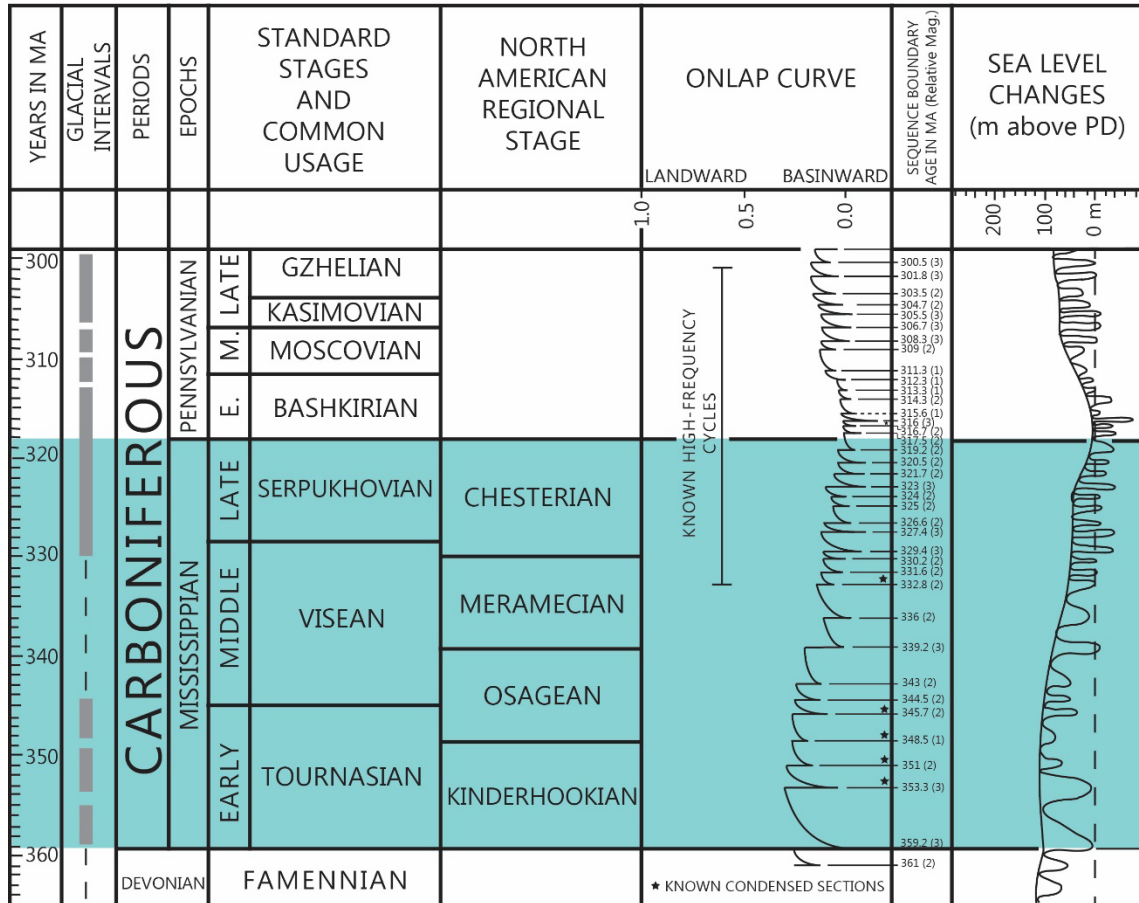 YEARS IN MA
GLACIAL
INTERVALS
PERIODS
EPOCHS
STANDARD
STAGES
AND
COMMON
USAGE
NORTH
AMERICAN
REGIONAL
STAGE
ONLAP CURVE
LANDWARD
BASINWARD
SEQUENCE BOUNDARY
AGE IN MA (Relative Mag.)
SEA LEVEL
CHANGES
(m above PD)
1.0
0.5
0.0
200
100
0 m
300
310
320
330
340
350
360
CARBONIFEROUS
DEVONIAN
PENNSYLVANIAN
MISSISSIPPIAN
LATE
M.
E.
LATE
MIDDLE
EARLY
GZHELIAN
KASIMOVIAN
MOSCOVIAN
BASHKIRIAN
SERPUKHOVIAN
VISEAN
TOURNASIAN
FAMENNIAN
CHESTERIAN
MERAMECIAN
OSAGEAN
KINDERHOOKIAN
KNOWN HIGH-FREQUENCY
CYCLES
300.5 (3)
301.8 (3)
303.5 (2)
304.7 (2)
305.5 (3)
306.7 (3)
308.3 (3)
309 (2)
311.3 (1)
312.3 (1)
313.3 (1)
314.3 (2)
315.6 (1)
316 (3)
316.7 (2)
317.5 (2)
319.2 (2)
320.5 (2)
321.7 (2)
323 (3)
324 (2)
325 (2)
326.6 (2)
327.4 (3)
329.4 (3)
330.2 (2)
331.6 (2)
332.8 (2)
336 (2)
339.2 (3)
343 (2)
344.5 (2)
345.7 (2)
348.5 (1)
351 (2)
353.3 (3)
359.2 (3)
361 (2)
★ KNOWN CONDENSED SECTIONS